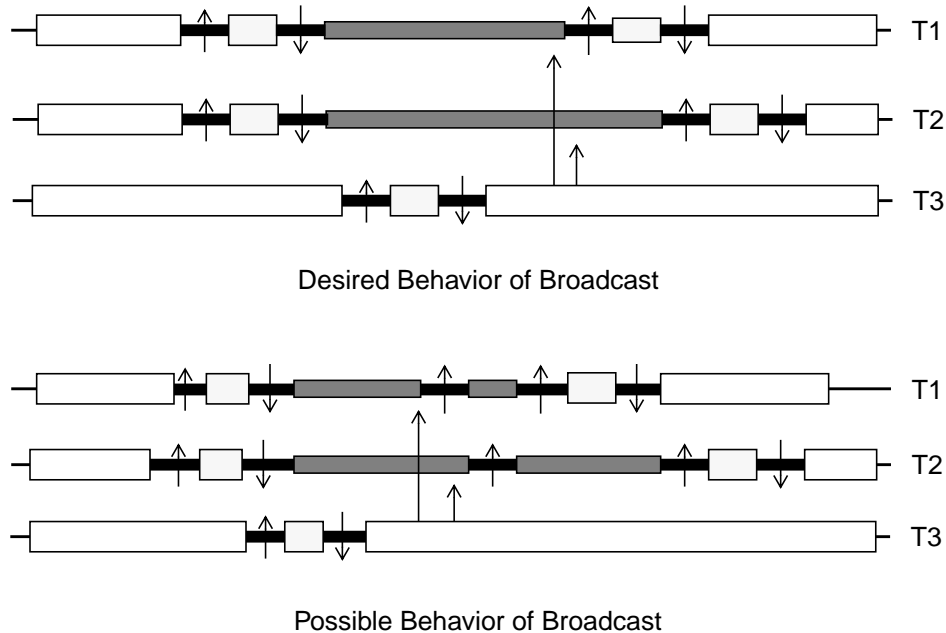 T1
T2
T3
Desired Behavior of Broadcast
T1
T2
T3
Possible Behavior of Broadcast